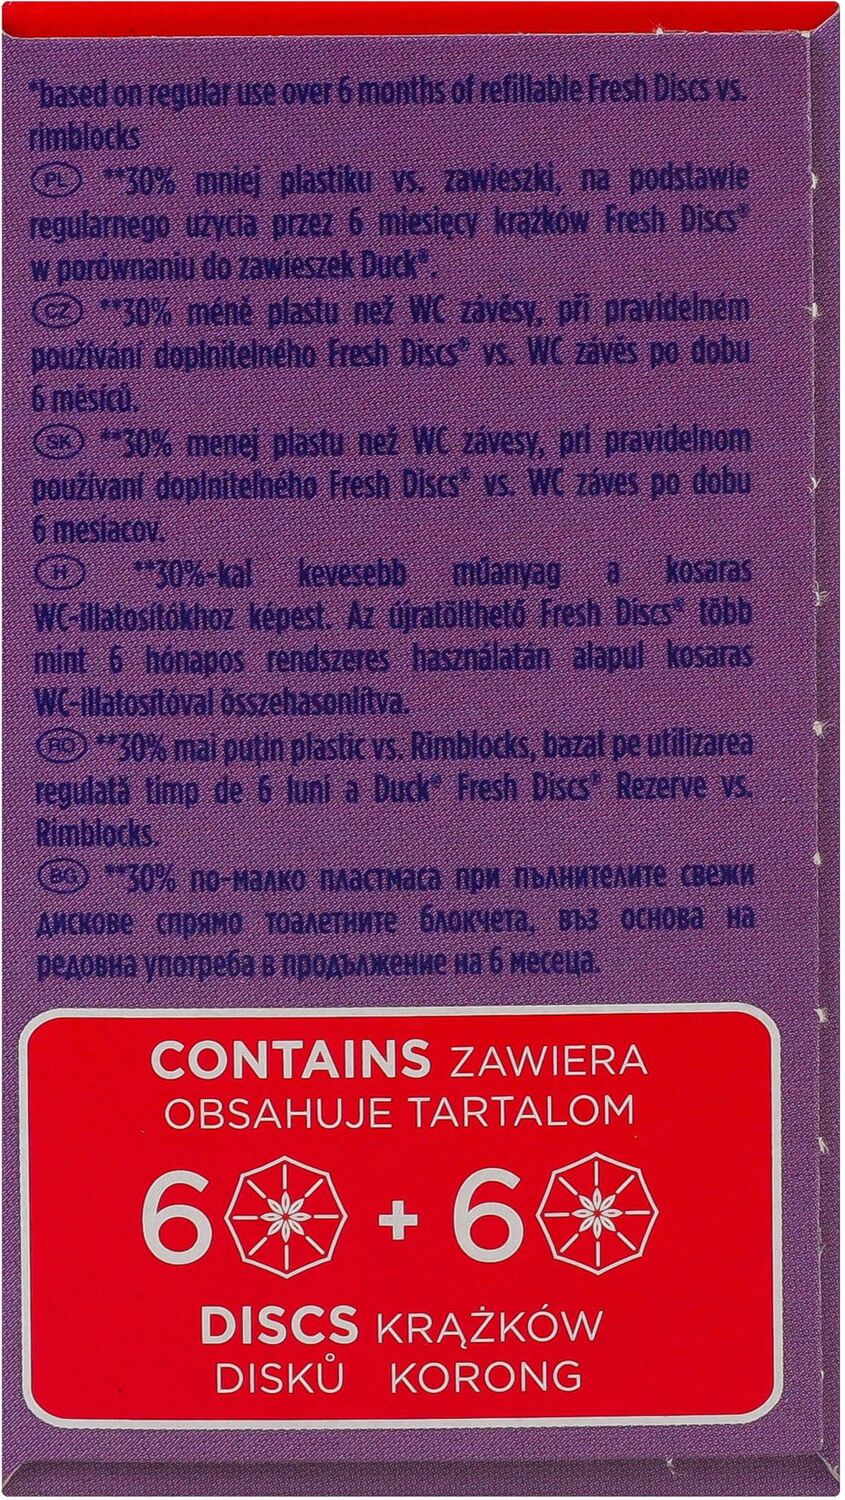 *based on regular use over 6 months of refillable Fresh Discs vs.
rimblocks
PL **30% mniej plastiku vs. zawieszki, na podstawie
regularnego użycia przez 6 miesięcy krążków Fresh Discs®
w porównaniu do zawieszek Duck®.
CZ **30% méně plastu než WC závěsy, při pravidelném
používání doplnitelného Fresh Discs® vs. WC závěs po dobu
6 měsíců.
SK **30% menej plastu než WC závesy, pri pravidelnom
používaní doplniteľného Fresh Discs® vs. WC záves po dobu
6 mesiacov.
H **30%-kal kevesebb műanyag a kosaras
WC-illatosítókhoz képest. Az újratölthető Fresh Discs® több
mint 6 hónapos rendszeres használatán alapul kosaras
WC-illatosítóval összehasonlítva.
RO **30% mai puțin plastic vs. Rimblocks, bazat pe utilizarea
regulată timp de 6 luni a Duck® Fresh Discs® Rezerve vs.
Rimblocks.
BG **30% по-малко пластмаса при пълнителите свежи
дискове спрямо тоалетните блокчета, въз основа на
редовна употреба в продължение на 6 месеца.
CONTAINS ZAWIERA
OBSAHUJE TARTALOM
6 + 6
DISCS KRĄŻKÓW
DISKŮ KORONG